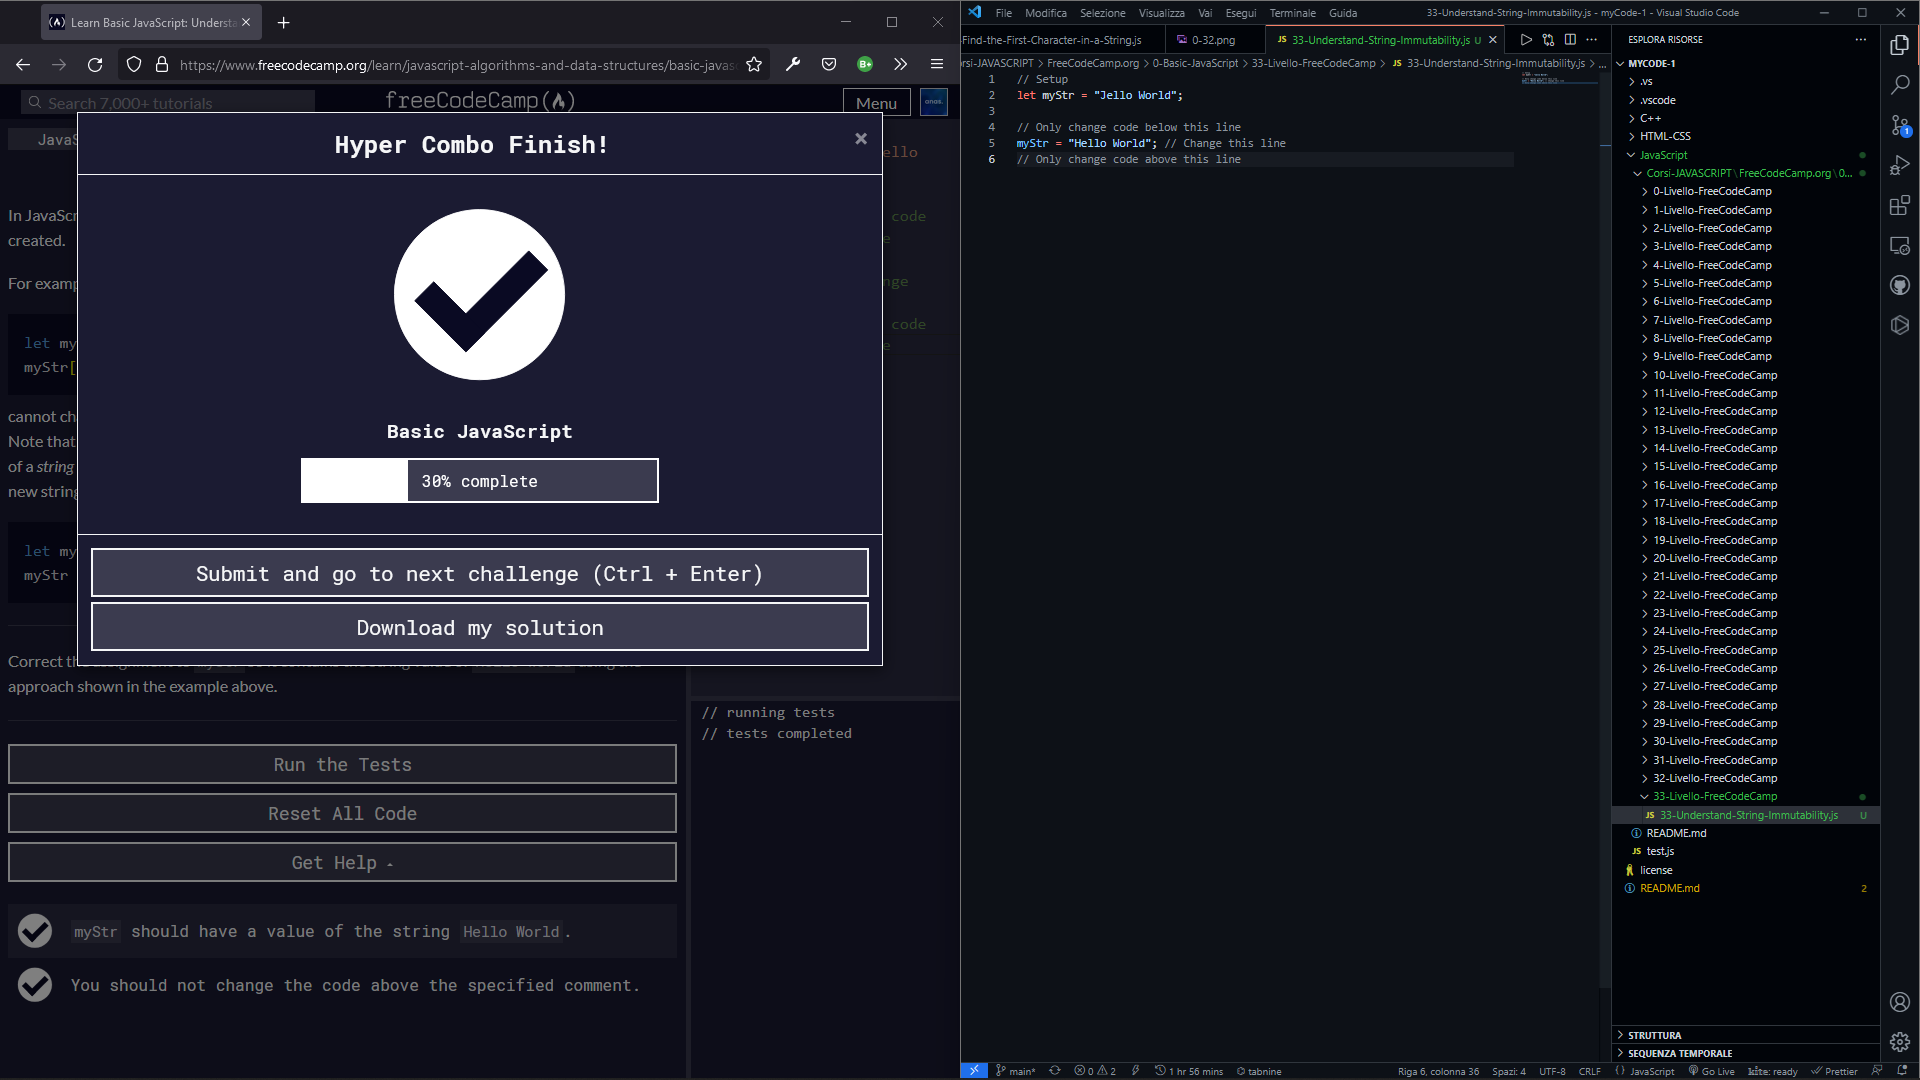 Learn Basic JavaScript: Understa
https://www.freecodecamp.org/learn/javascript-algorithms-and-data-structures/basic-javas
Search 7,000+ tutorials
freeCodeCamp
Menu
Hyper Combo Finish!
×
In JavaScr
created.
For examp
let my
myStr[
cannot ch
Note that
of a string
new string
let my
myStr
Basic JavaScript
30% complete
Submit and go to next challenge (Ctrl + Enter)
Download my solution
ello
code
e
nge
code
e
Correct th
approach shown in the example above.
Run the Tests
Reset All Code
Get Help
myStr should have a value of the string Hello World.
You should not change the code above the specified comment.
// running tests
// tests completed
File Modifica Selezione Visualizza Vai Esegui Terminale Guida
33-Understand-String-Immutability.js - myCode-1 - Visual Studio Code
-Find-the-First-Character-in-a-String.js
0-32.png
JS 33-Understand-String-Immutability.js U
orsi-JAVASCRIPT > FreeCodeCamp.org > 0-Basic-JavaScript > 33-Livello-FreeCodeCamp > JS 33-Understand-String-Immutability.js > ...
1 // Setup
2 let myStr = "Jello World";
3
4 // Only change code below this line
5 myStr = "Hello World"; // Change this line
6 // Only change code above this line
ESPLORA RISORSE
MYCODE-1
.vs
.vscode
C++
HTML-CSS
JavaScript
Corsi-JAVASCRIPT\FreeCodeCamp.org\0...
0-Livello-FreeCodeCamp
1-Livello-FreeCodeCamp
2-Livello-FreeCodeCamp
3-Livello-FreeCodeCamp
4-Livello-FreeCodeCamp
5-Livello-FreeCodeCamp
6-Livello-FreeCodeCamp
7-Livello-FreeCodeCamp
8-Livello-FreeCodeCamp
9-Livello-FreeCodeCamp
10-Livello-FreeCodeCamp
11-Livello-FreeCodeCamp
12-Livello-FreeCodeCamp
13-Livello-FreeCodeCamp
14-Livello-FreeCodeCamp
15-Livello-FreeCodeCamp
16-Livello-FreeCodeCamp
17-Livello-FreeCodeCamp
18-Livello-FreeCodeCamp
19-Livello-FreeCodeCamp
20-Livello-FreeCodeCamp
21-Livello-FreeCodeCamp
22-Livello-FreeCodeCamp
23-Livello-FreeCodeCamp
24-Livello-FreeCodeCamp
25-Livello-FreeCodeCamp
26-Livello-FreeCodeCamp
27-Livello-FreeCodeCamp
28-Livello-FreeCodeCamp
29-Livello-FreeCodeCamp
30-Livello-FreeCodeCamp
31-Livello-FreeCodeCamp
32-Livello-FreeCodeCamp
33-Livello-FreeCodeCamp
JS 33-Understand-String-Immutability.js U
README.md
JS test.js
license
README.md 2
1
STRUTTURA
SEQUENZA TEMPORALE
main* 0 2 1 hr 56 mins tabnine
Riga 6, colonna 36 Spazi: 4 UTF-8 CRLF JavaScript Go Live kite: ready Prettier